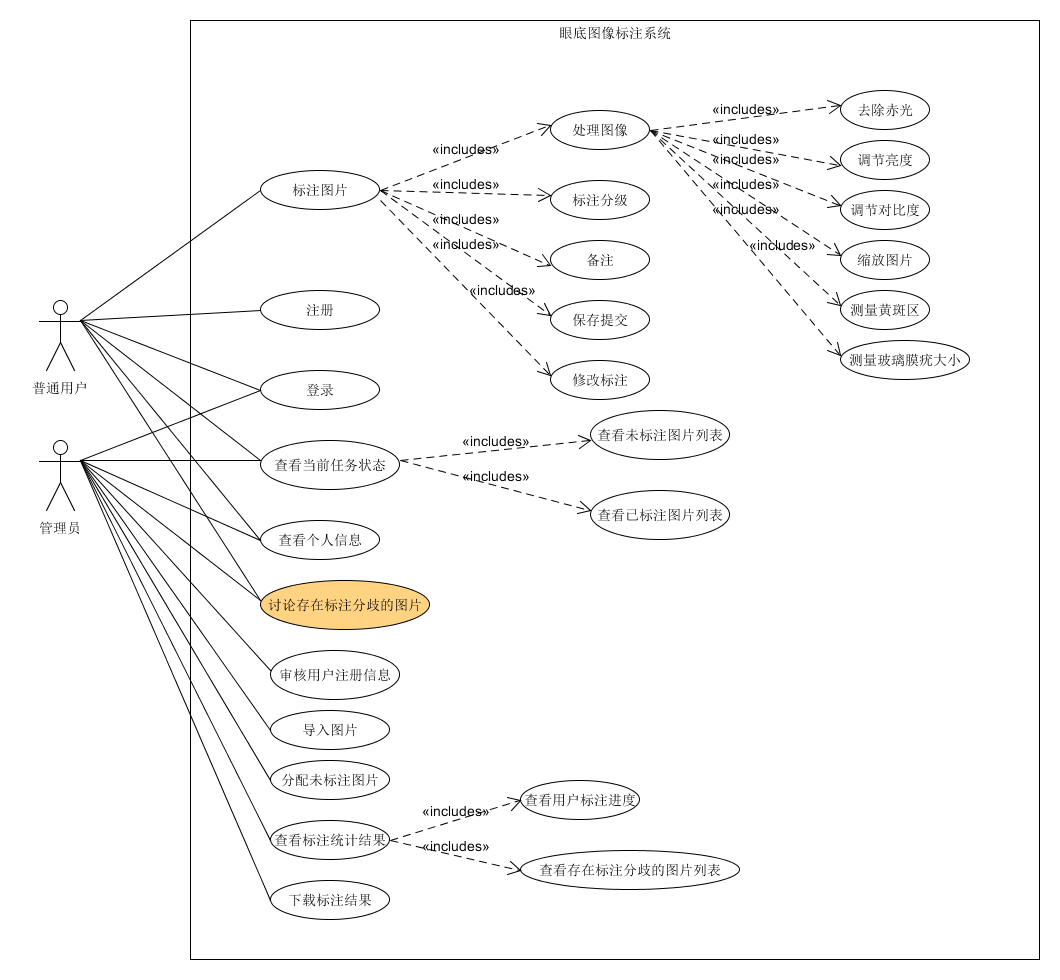 眼底图像标注系统
«includes»
去除赤光
«includes»
处理图像
«includes»
调节亮度
«includes»
«includes»
标注图片
«includes»
标注分级
«includes»
调节对比度
«includes»
«includes»
«includes»
备注
缩放图片
«includes»
注册
保存提交
测量黄斑区
测量玻璃膜疣大小
普通用户
登录
修改标注
«includes»
查看未标注图片列表
查看当前任务状态
«includes»
查看已标注图片列表
管理员
查看个人信息
讨论存在标注分歧的图片
审核用户注册信息
导入图片
分配未标注图片
«includes»
查看用户标注进度
查看标注统计结果
«includes»
查看存在标注分歧的图片列表
下载标注结果